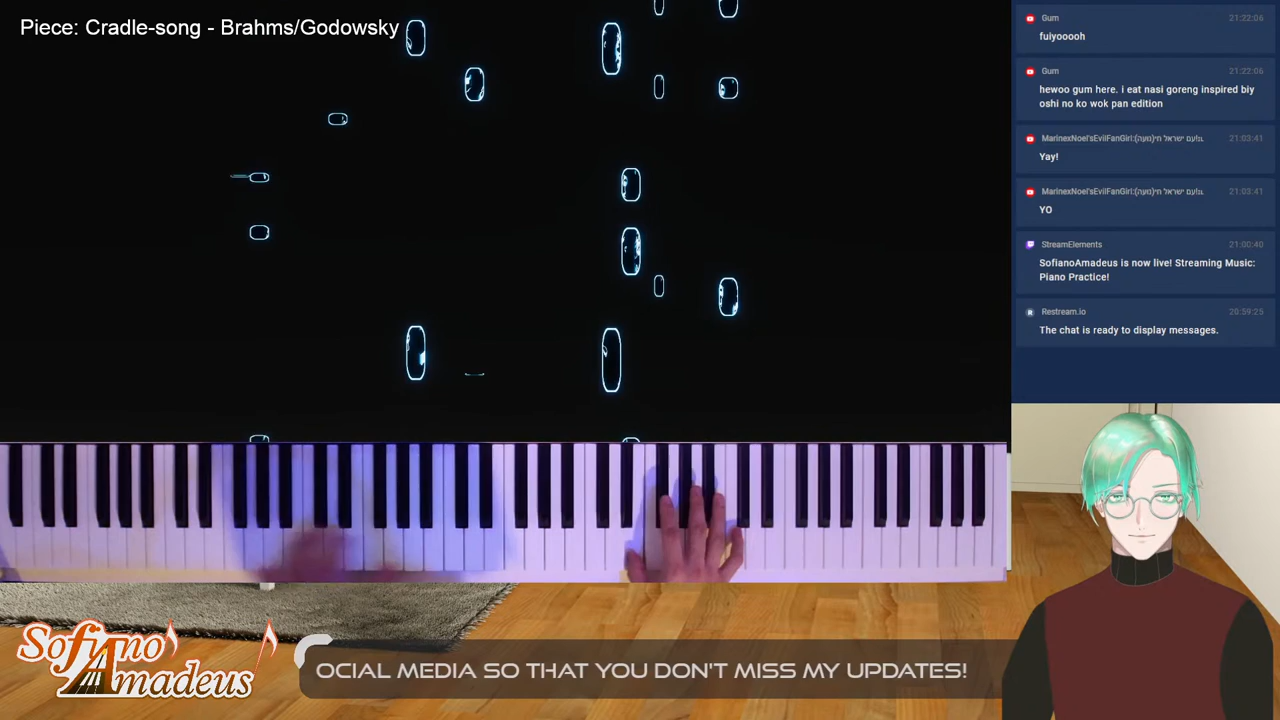 Piece: Cradle-song - Brahms/Godowsky
Gum 21:22:06
fuiyooooh
Gum 21:22:06
hewoo gum here. i eat nasi goreng inspired biy
oshi no ko wok pan edition
MarinexNoel'sEvilFanGirl 21:03:41
Yay!
MarinexNoel'sEvilFanGirl 21:03:41
YO
StreamElements 21:00:40
SofianoAmadeus is now live! Streaming Music:
Piano Practice!
Restream.io 20:59:25
The chat is ready to display messages.
Sofiano
Amadeus
OCIAL MEDIA SO THAT YOU DON'T MISS MY UPDATES!